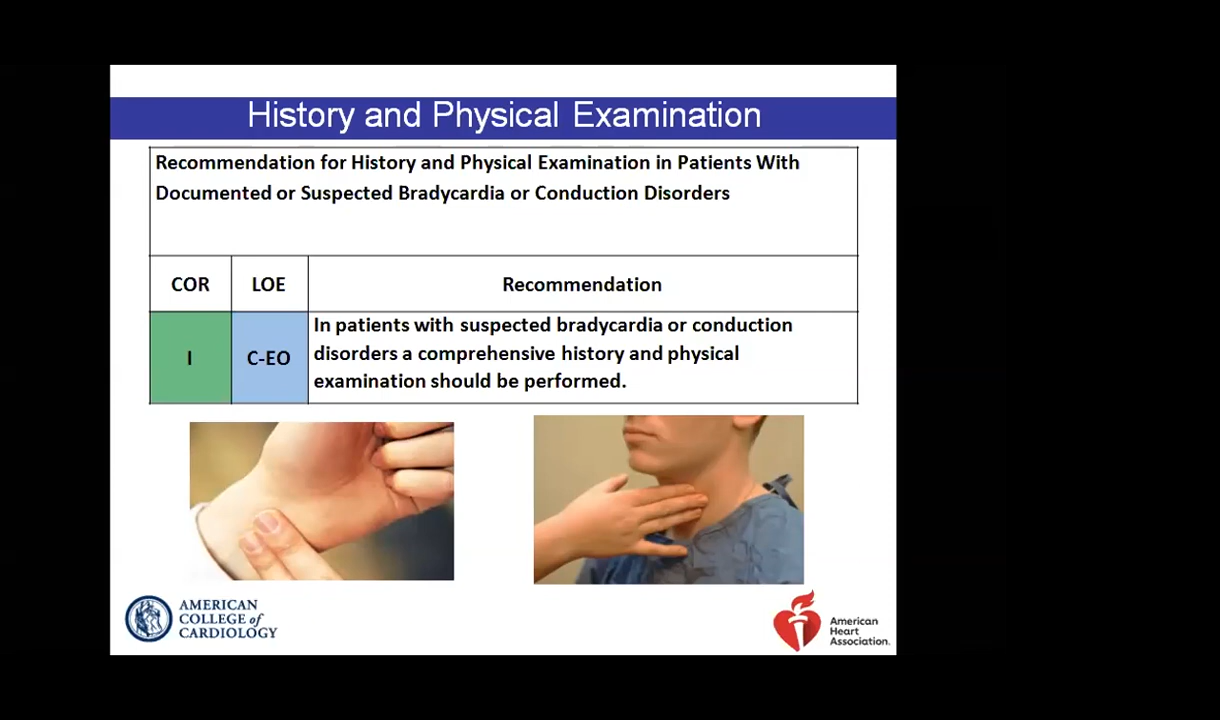 History and Physical Examination
Recommendation for History and Physical Examination in Patients With
Documented or Suspected Bradycardia or Conduction Disorders
COR
LOE
Recommendation
I
C-EO
In patients with suspected bradycardia or conduction
disorders a comprehensive history and physical
examination should be performed.
AMERICAN
COLLEGE of
CARDIOLOGY
American
Heart
Association.